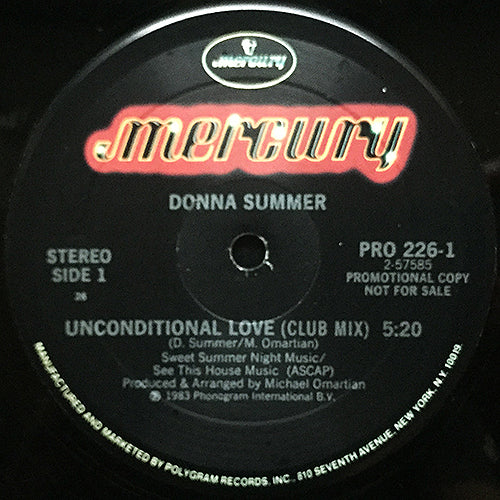 mercury
mercury
DONNA SUMMER
STEREO
SIDE 1
26
PRO 226-1
2-57585
PROMOTIONAL COPY
NOT FOR SALE
UNCONDITIONAL LOVE (CLUB MIX) 5:20
(D. Summer/M. Omartian)
Sweet Summer Night Music/
See This House Music (ASCAP)
Produced & Arranged by Michael Omartian
℗ 1983 Phonogram International B.V.
MANUFACTURED AND MARKETED BY POLYGRAM RECORDS, INC., 810 SEVENTH AVENUE, NEW YORK, N.Y. 10019